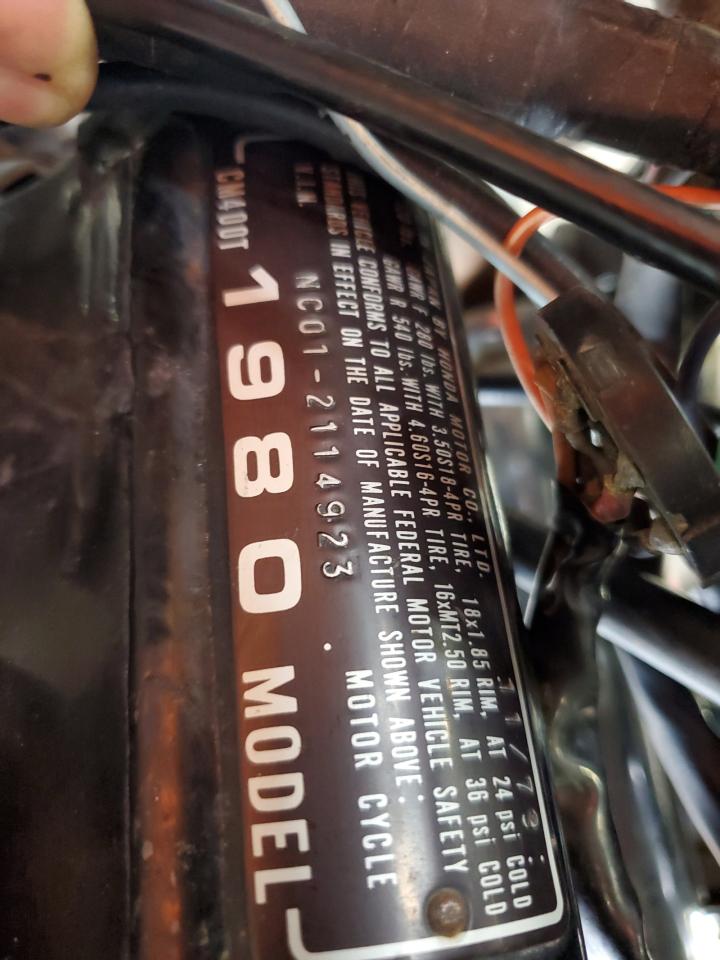 BY HONDA MOTOR CO., LTD. 11/79
GAWR F 280 lbs. WITH 3.50S18-4PR TIRE, 18x1.85 RIM, AT 24 psi COLD
GAWR R 540 lbs. WITH 4.60S16-4PR TIRE, 16xMT2.50 RIM, AT 36 psi COLD
VEHICLE CONFORMS TO ALL APPLICABLE FEDERAL MOTOR VEHICLE SAFETY
STANDARDS IN EFFECT ON THE DATE OF MANUFACTURE SHOWN ABOVE:
V.I.N. NC01-2114923 . MOTOR CYCLE
CM400T 1980 MODEL